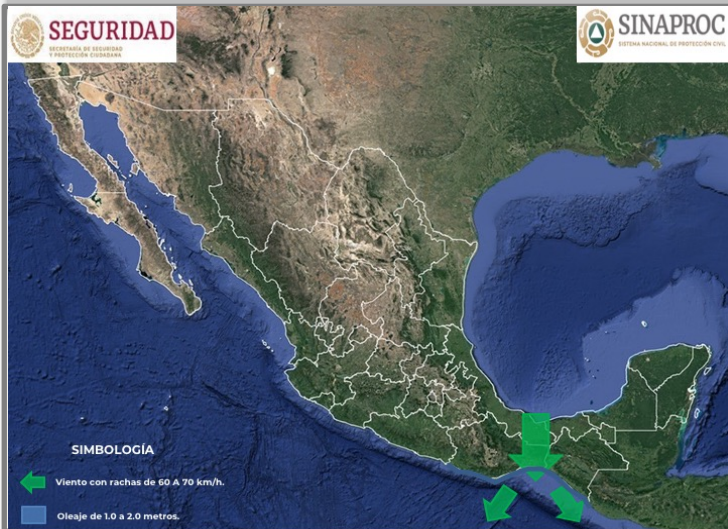 SEGURIDAD
SECRETARÍA DE SEGURIDAD
Y PROTECCIÓN CIUDADANA
SINAPROC
SISTEMA NACIONAL DE PROTECCIÓN CIVIL
SIMBOLOGÍA
Viento con rachas de 60 A 70 km/h.
Oleaje de 1.0 a 2.0 metros.